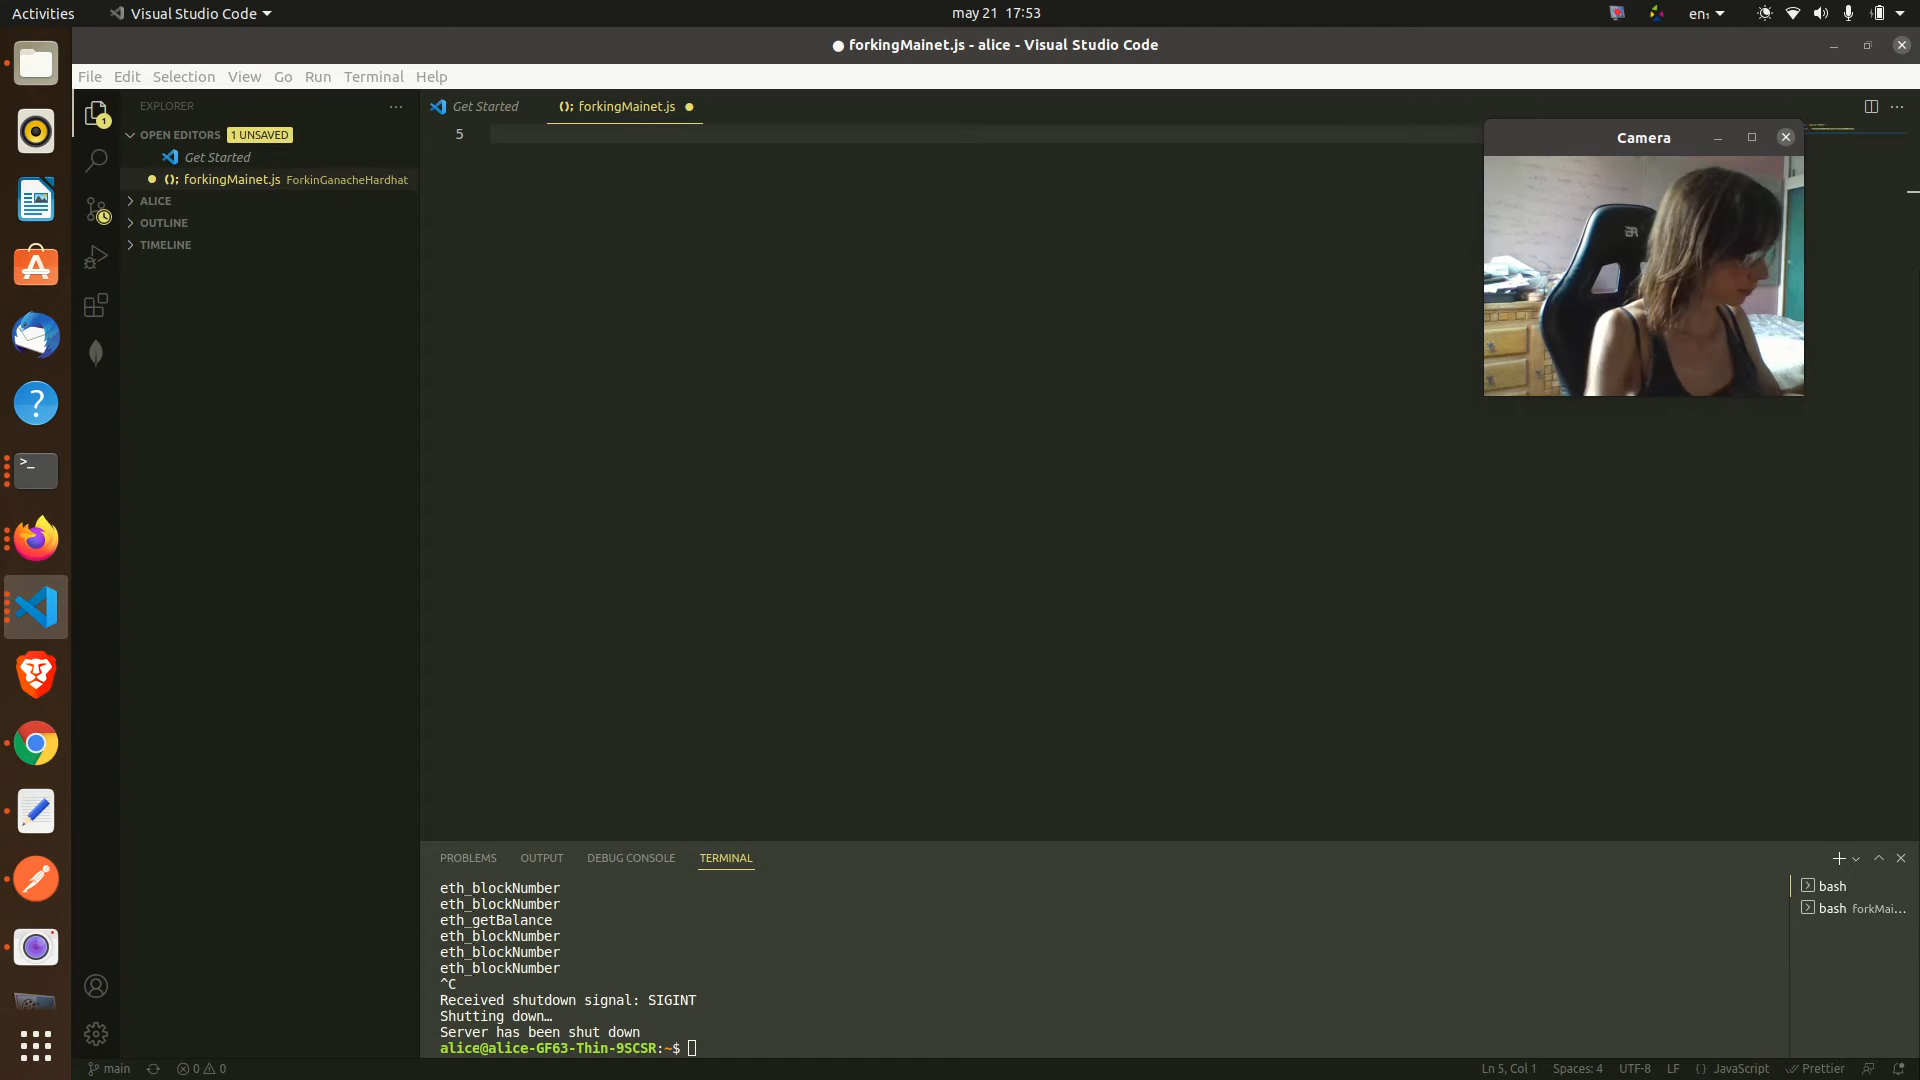 Activities
Visual Studio Code
may 21 17:53
en₁
● forkingMainet.js - alice - Visual Studio Code
File Edit Selection View Go Run Terminal Help
EXPLORER
OPEN EDITORS 1 UNSAVED
Get Started
forkingMainet.js ForkinGanacheHardhat
ALICE
OUTLINE
TIMELINE
1
Get Started
forkingMainet.js
5
Camera
PROBLEMS OUTPUT DEBUG CONSOLE TERMINAL
eth_blockNumber
eth_blockNumber
eth_getBalance
eth_blockNumber
eth_blockNumber
eth_blockNumber
^C
Received shutdown signal: SIGINT
Shutting down…
Server has been shut down
alice@alice-GF63-Thin-9SCSR:~$
bash
bash forkMai...
main
0 0
Ln 5, Col 1 Spaces: 4 UTF-8 LF JavaScript Prettier